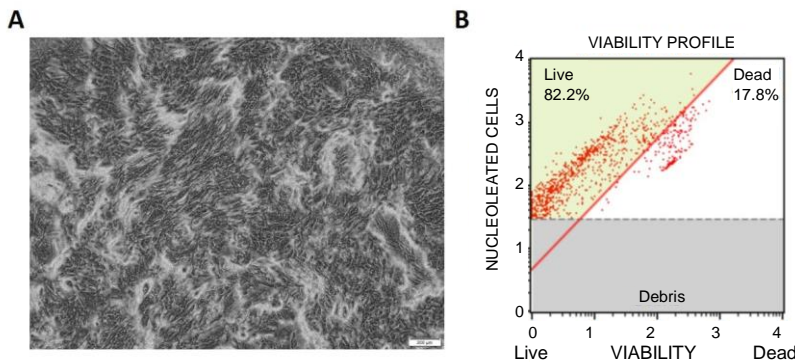 A
B
VIABILITY PROFILE
NUCLEOLEATED CELLS
4
3
2
1
0
Live
82.2%
Dead
17.8%
Debris
0
1
2
3
4
Live
VIABILITY
Dead